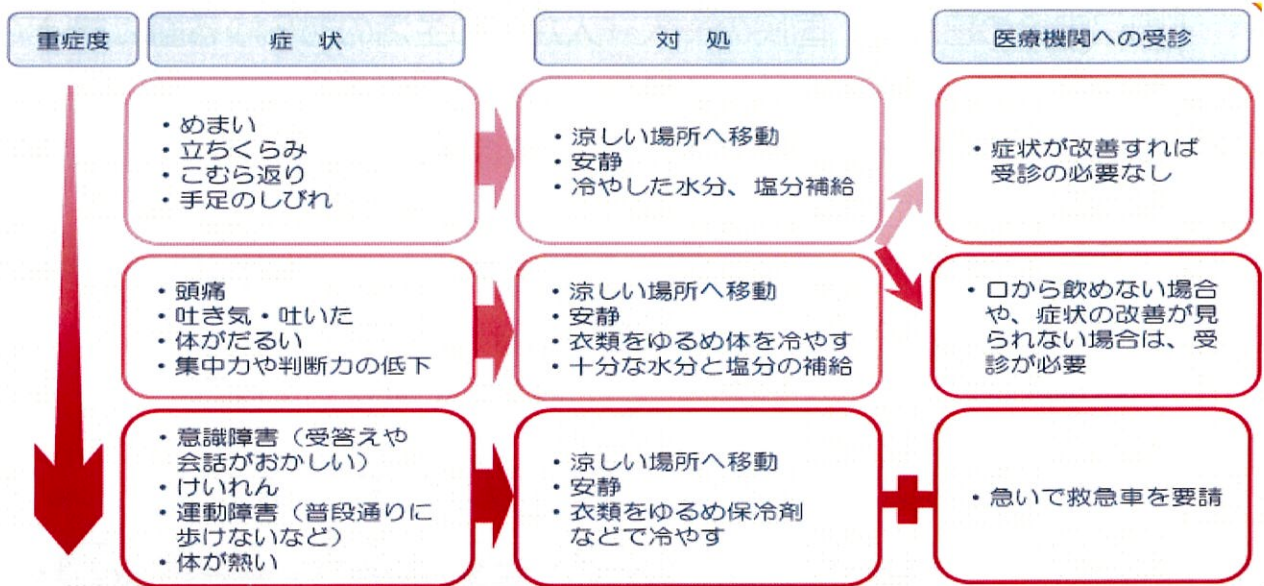 重症度
症 状
対 処
医療機関への受診
・めまい
・立ちくらみ
・こむら返り
・手足のしびれ
・涼しい場所へ移動
・安静
・冷やした水分、塩分補給
・症状が改善すれば
受診の必要なし
・頭痛
・吐き気・吐いた
・体がだるい
・集中力や判断力の低下
・涼しい場所へ移動
・安静
・衣類をゆるめ体を冷やす
・十分な水分と塩分の補給
・口から飲めない場合
や、症状の改善が見
られない場合は、受
診が必要
・意識障害（受答えや
会話がおかしい）
・けいれん
・運動障害（普段通りに
歩けないなど）
・体が熱い
・涼しい場所へ移動
・安静
・衣類をゆるめ保冷剤
などで冷やす
・急いで救急車を要請